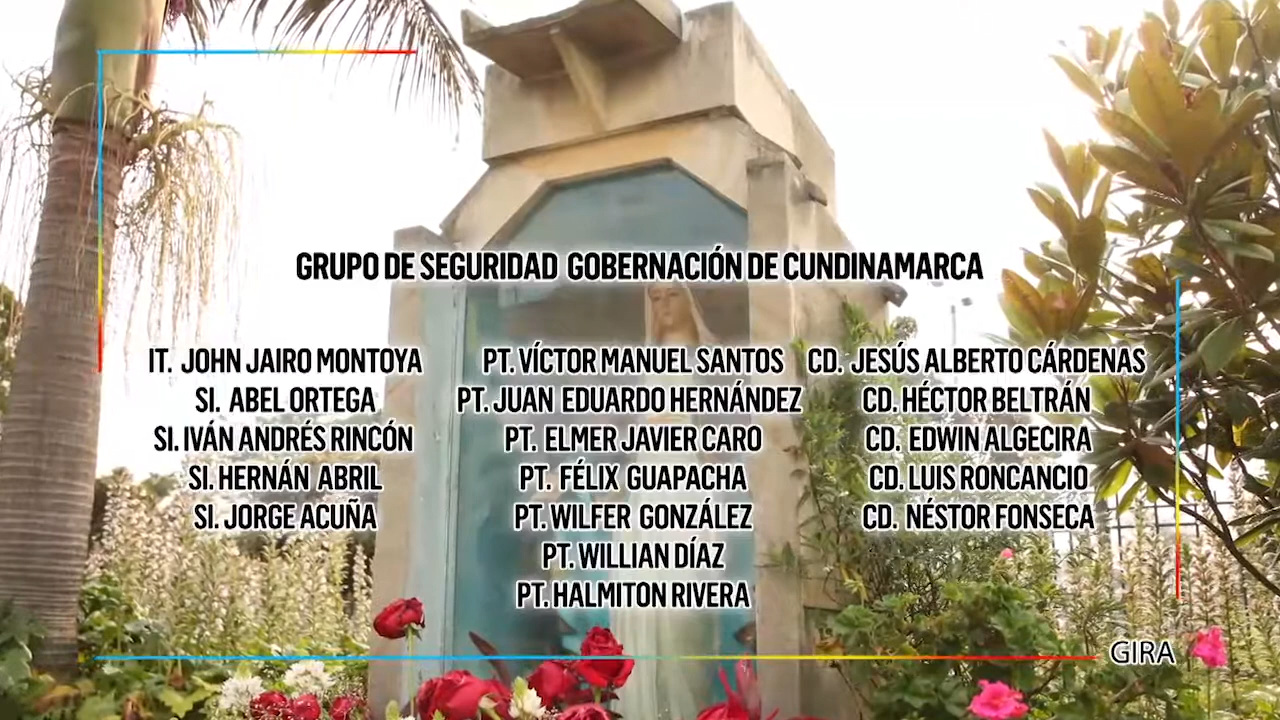 GRUPO DE SEGURIDAD GOBERNACIÓN DE CUNDINAMARCA
IT. JOHN JAIRO MONTOYA
SI. ABEL ORTEGA
SI. IVÁN ANDRÉS RINCÓN
SI. HERNÁN ABRIL
SI. JORGE ACUÑA
PT. VÍCTOR MANUEL SANTOS
PT. JUAN EDUARDO HERNÁNDEZ
PT. ELMER JAVIER CARO
PT. FÉLIX GUAPACHA
PT. WILFER GONZÁLEZ
PT. WILLIAN DÍAZ
PT. HALMITON RIVERA
CD. JESÚS ALBERTO CÁRDENAS
CD. HÉCTOR BELTRÁN
CD. EDWIN ALGECIRA
CD. LUIS RONCANCIO
CD. NÉSTOR FONSECA
GIRA